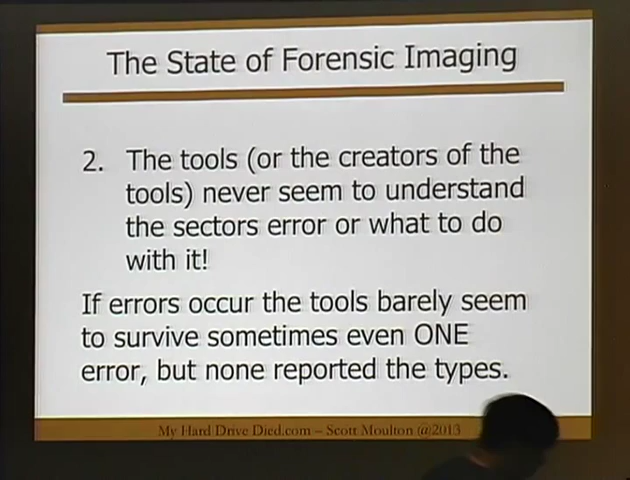 The State of Forensic Imaging
2. The tools (or the creators of the
tools) never seem to understand
the sectors error or what to do
with it!
If errors occur the tools barely seem
to survive sometimes even ONE
error, but none reported the types.
My Hard Drive Died.com – Scott Moulton @2013